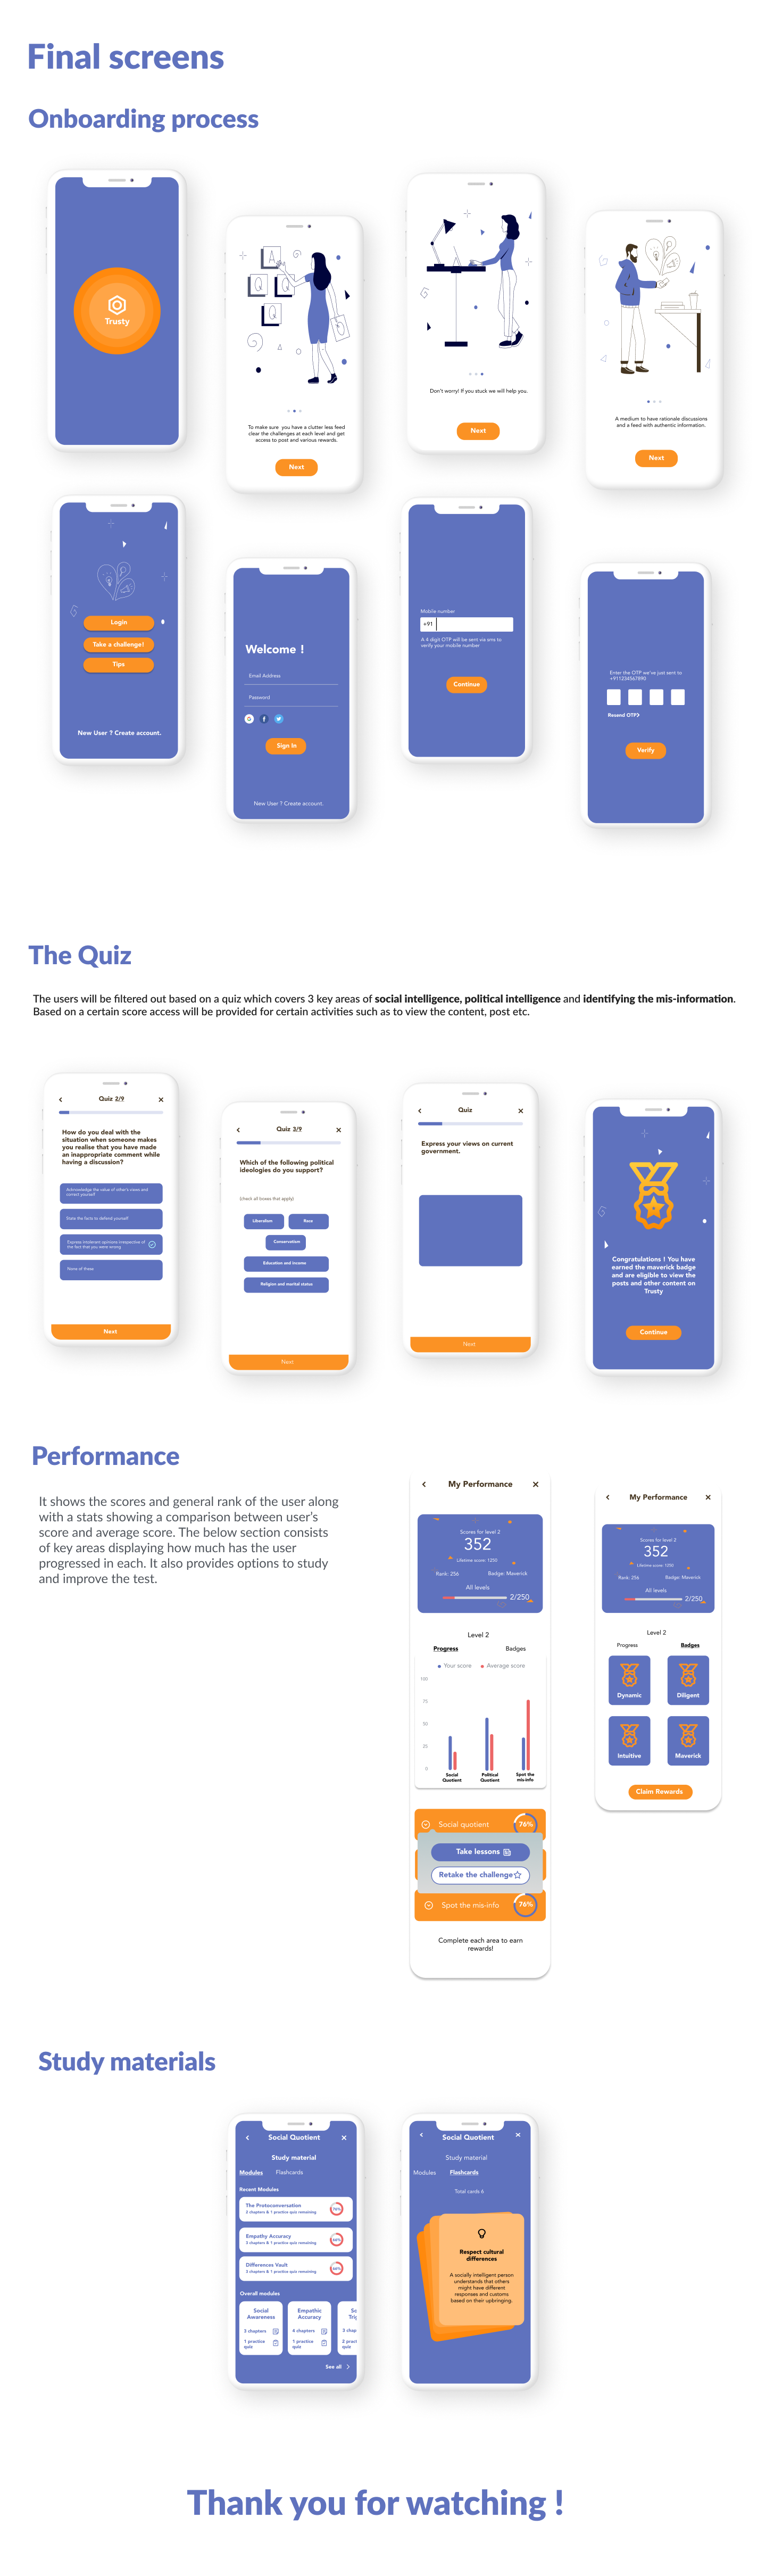 Final screens
Onboarding process
Trusty
A
Q
Q
Q
To make sure you have a clutter less feed
clear the challenges at each level and get
access to post and various rewards.
Next
Don't worry! If you stuck we will help you.
Next
A medium to have rationale discussions
and a feed with authentic information.
Next
Login
Take a challenge!
Tips
New User ? Create account.
Welcome !
Email Address
Password
G
f
Sign in
New User ? Create account.
Mobile number
+91
A 4 digit OTP will be sent via sms to
verify your mobile number
Continue
Enter the OTP we've just sent to
+911234567890
Resend OTP>
Verify
The Quiz
The users will be filtered out based on a quiz which covers 3 key areas of social intelligence, political intelligence and identifying the mis-information.
Based on a certain score access will be provided for certain activities such as to view the content, post etc.
Quiz 2/9
How do you deal with the
situation when someone makes
you realise that you have made
an inappropriate comment while
having a discussion?
Acknowledge the value of other's views and
correct yourself
State the facts to defend yourself
Express intolerant opinions irrespective of
the fact that you were wrong
None of these
Next
Quiz 3/9
Which of the following political
ideologies do you support?
(check all boxes that apply)
Liberalism
Race
Conservatism
Education and income
Religion and marital status
Next
Quiz
Express your views on current
government.
Next
Congratulations ! You have
earned the maverick badge
and are eligible to view the
posts and other content on
Trusty
Continue
Performance
It shows the scores and general rank of the user along
with a stats showing a comparison between user's
score and average score. The below section consists
of key areas displaying how much has the user
progressed in each. It also provides options to study
and improve the test.
My Performance
Scores for level 2
352
Lifetime score: 1250
Rank: 256
Badge: Maverick
All levels
2/250
Level 2
Progress
Badges
Your score
Average score
100
75
50
25
0
Social
Quotient
Political
Quotient
Spot the
mis-info
Social quotient
76%
Take lessons
Retake the challenge
Spot the mis-info
76%
Complete each area to earn
rewards!
My Performance
Scores for level 2
352
Lifetime score: 1250
Rank: 256
Badge: Maverick
All levels
2/250
Level 2
Progress
Badges
Dynamic
Diligent
Intuitive
Maverick
Claim Rewards
Study materials
Social Quotient
Study material
Modules
Flashcards
Recent Modules
The Protoconversation
5 chapters & 1 practice quiz remaining
Empathy Accuracy
Differences Vault
Overall modules
Social
Awareness
3 chapters
1 practice
quiz
Empathic
Accuracy
4 chapters
1 practice
quiz
See all
Social Quotient
Study material
Modules
Flashcards
Total cards 6
Respect cultural
differences
A socially intelligent person
understands that others
might have different
responses and customs
based on their upbringing.
Thank you for watching !